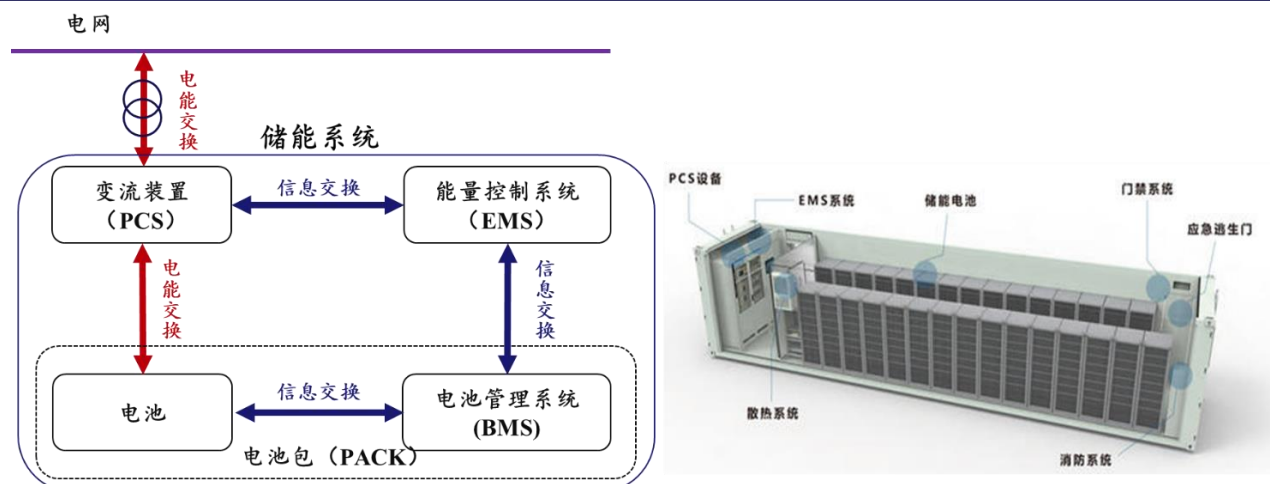 电网
电能交换
储能系统
变流装置
（PCS）
信息交换
能量控制系统
（EMS）
电能交换
信息交换
电池
信息交换
电池管理系统
(BMS)
电池包（PACK）
PCS设备
EMS系统
储能电池
门禁系统
应急逃生门
散热系统
消防系统